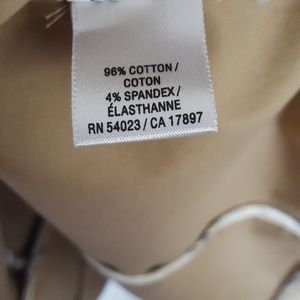 96% COTTON /
COTON
4% SPANDEX /
ÉLASTHANNE
RN 54023 / CA 17897